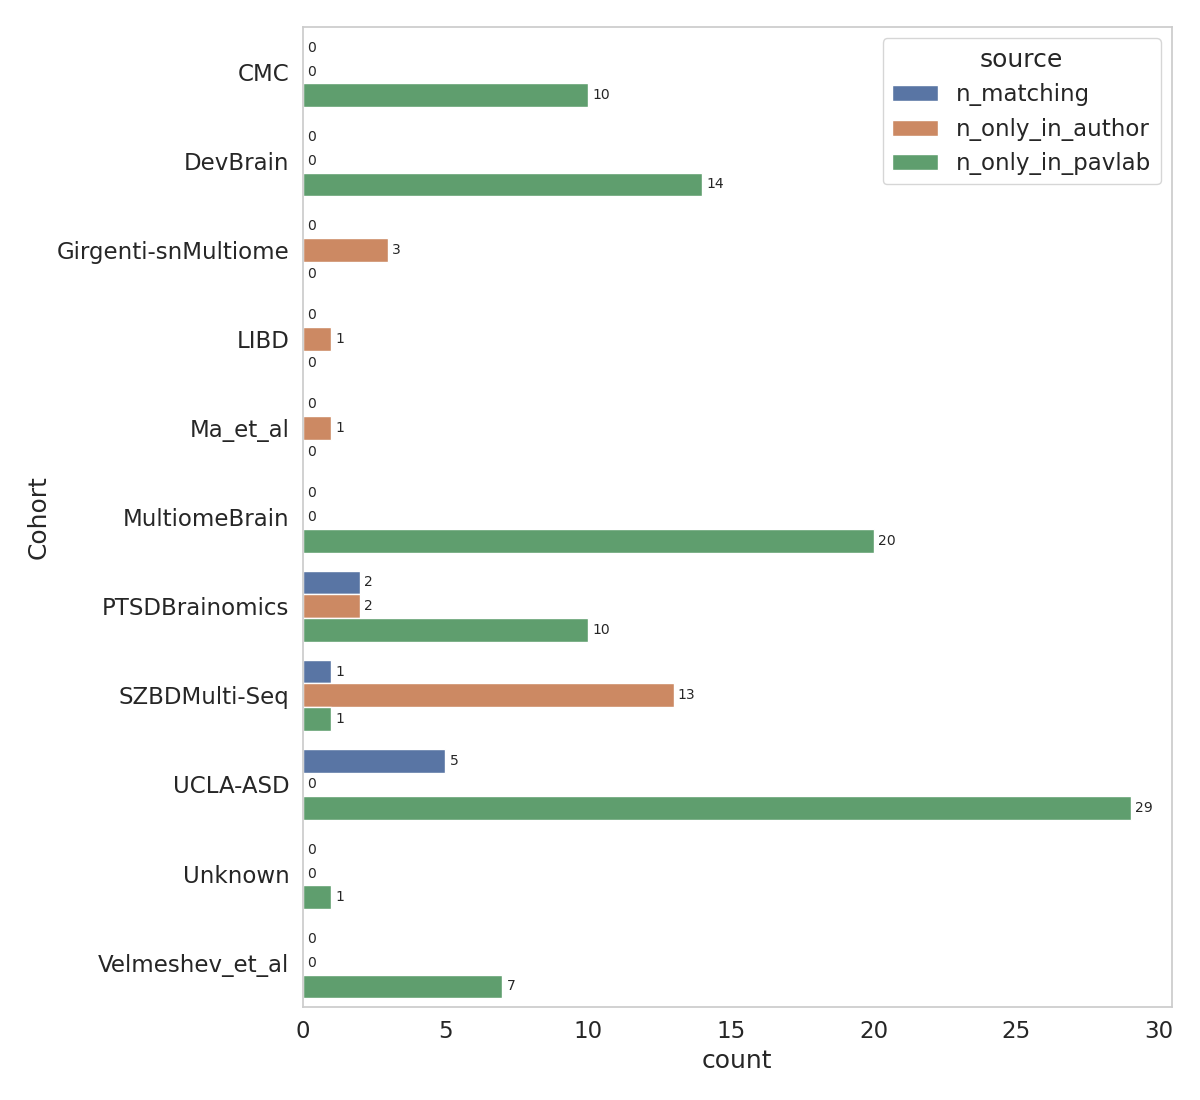 source
n_matching
n_only_in_author
n_only_in_pavlab
Cohort
CMC
0
0
10
DevBrain
0
0
14
Girgenti-snMultiome
0
3
0
LIBD
0
1
0
Ma_et_al
0
1
0
MultiomeBrain
0
0
20
PTSDBrainomics
2
2
10
SZBDMulti-Seq
1
13
1
UCLA-ASD
5
0
29
Unknown
0
0
1
Velmeshev_et_al
0
0
7
0 5 10 15 20 25 30
count